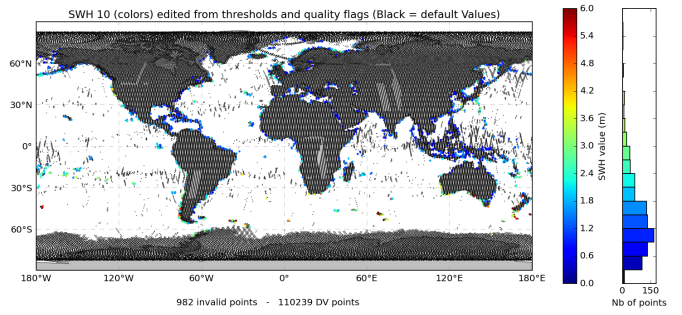 SWH 10 (colors) edited from thresholds and quality flags (Black = default Values)
60°N
30°N
0°
30°S
60°S
180°W
120°W
60°W
0°
60°E
120°E
180°E
982 invalid points - 110239 DV points
6.0
5.4
4.8
4.2
3.6
3.0
2.4
1.8
1.2
0.6
0.0
SWH value (m)
0
150
Nb of points